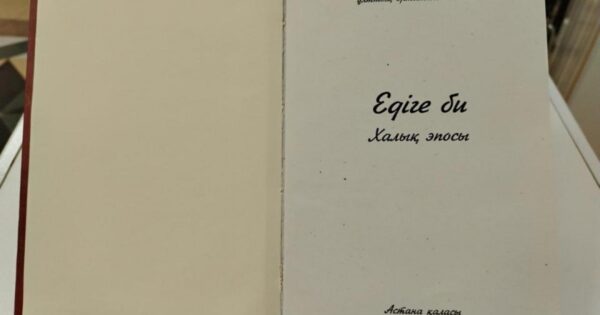 Едіге би
Халық эпосы
Астана қаласы